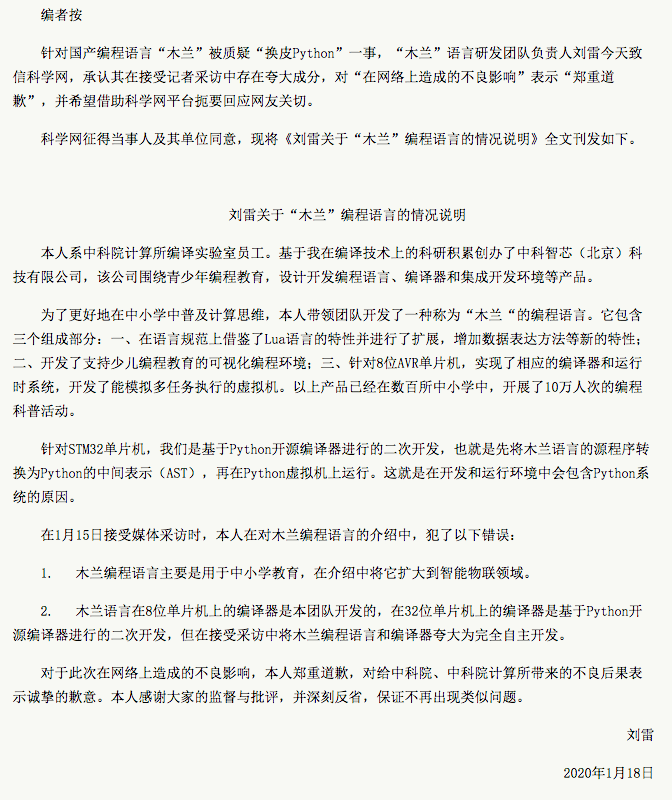 编者按
针对国产编程语言“木兰”被质疑“换皮Python”一事，“木兰”语言研发团队负责人刘雷今天致
信科学网，承认其在接受记者采访中存在夸大成分，对“在网络上造成的不良影响”表示“郑重道
歉”，并希望借助科学网平台扼要回应网友关切。
科学网征得当事人及其单位同意，现将《刘雷关于“木兰”编程语言的情况说明》全文刊发如下。
刘雷关于“木兰”编程语言的情况说明
本人系中科院计算所编译实验室员工。基于我在编译技术上的科研积累创办了中科智芯（北京）科
技有限公司，该公司围绕青少年编程教育，设计开发编程语言、编译器和集成开发环境等产品。
为了更好地在中小学中普及计算思维，本人带领团队开发了一种称为“木兰“的编程语言。它包含
三个组成部分：一、在语言规范上借鉴了Lua语言的特性并进行了扩展，增加数据表达方法等新的特性；
二、开发了支持少儿编程教育的可视化编程环境；三、针对8位AVR单片机，实现了相应的编译器和运行
时系统，开发了能模拟多任务执行的虚拟机。以上产品已经在数百所中小学中，开展了10万人次的编程
科普活动。
针对STM32单片机，我们是基于Python开源编译器进行的二次开发，也就是先将木兰语言的源程序转
换为Python的中间表示（AST），再在Python虚拟机上运行。这就是在开发和运行环境中会包含Python系
统的原因。
在1月15日接受媒体采访时，本人在对木兰编程语言的介绍中，犯了以下错误：
1. 木兰编程语言主要是用于中小学教育，在介绍中将它扩大到智能物联领域。
2. 木兰语言在8位单片机上的编译器是本团队开发的，在32位单片机上的编译器是基于Python开
源编译器进行的二次开发，但在接受采访中将木兰编程语言和编译器夸大为完全自主开发。
对于此次在网络上造成的不良影响，本人郑重道歉，对给中科院、中科院计算所带来的不良后果表
示诚挚的歉意。本人感谢大家的监督与批评，并深刻反省，保证不再出现类似问题。
刘雷
2020年1月18日